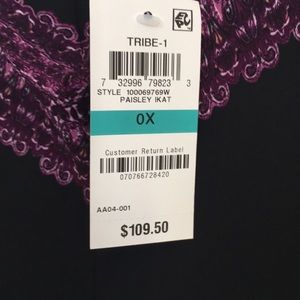 TRIBE-1
7 32996 79823 3
STYLE 100069769W
PAISLEY IKAT
0X
Customer Return Label
070766728420
AA04-001
$109.50